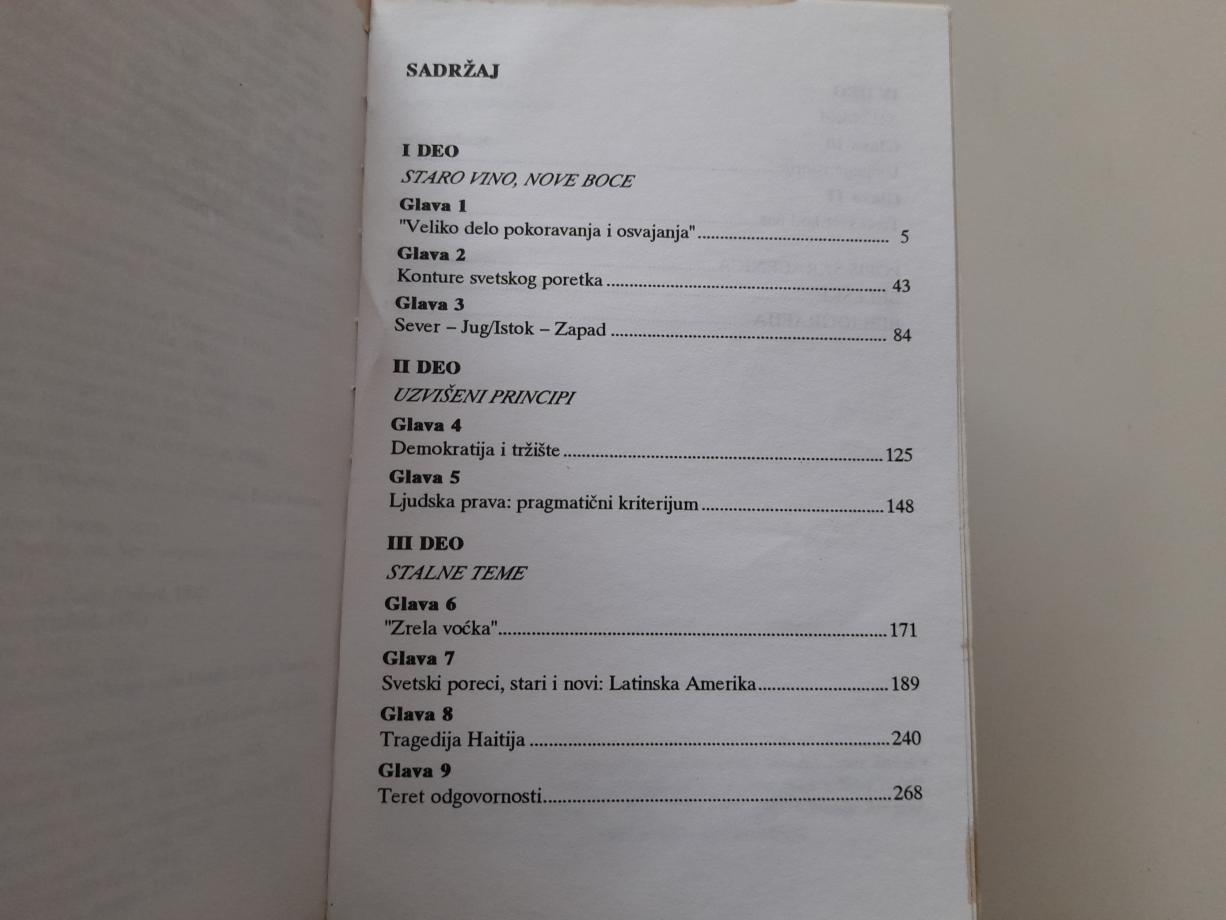 SADRŽAJ
I DEO
STARO VINO, NOVE BOCE
Glava 1
"Veliko delo pokoravanja i osvajanja"........................................ 5
Glava 2
Konture svetskog poretka ............................................................ 43
Glava 3
Sever – Jug/Istok – Zapad ........................................................... 84
II DEO
UZVIŠENI PRINCIPI
Glava 4
Demokratija i tržište .................................................................... 125
Glava 5
Ljudska prava: pragmatični kriterijum ....................................... 148
III DEO
STALNE TEME
Glava 6
"Zrela voćka".................................................................................. 171
Glava 7
Svetski poreci, stari i novi: Latinska Amerika............................ 189
Glava 8
Tragedija Haitija ............................................................................ 240
Glava 9
Teret odgovornosti......................................................................... 268